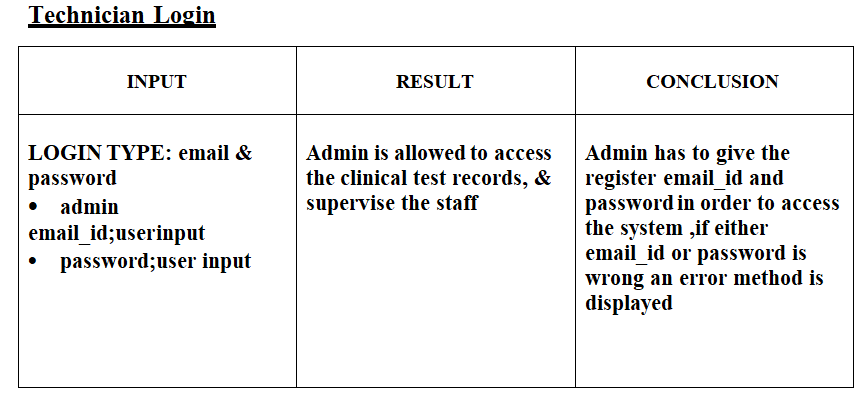 Technician Login
INPUT
RESULT
CONCLUSION
LOGIN TYPE: email &
password
• admin
email_id;userinput
• password;user input
Admin is allowed to access
the clinical test records, &
supervise the staff
Admin has to give the
register email_id and
password in order to access
the system ,if either
email_id or password is
wrong an error method is
displayed